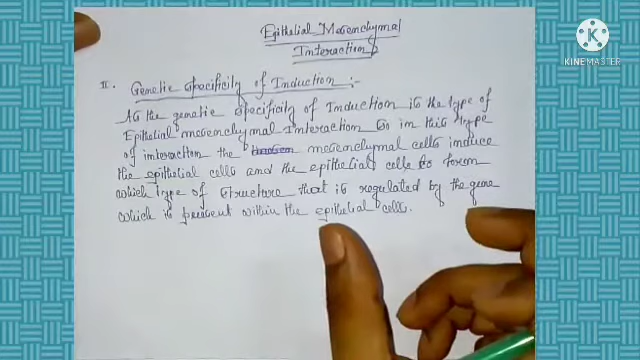 Epithelial Mesenchymal
Interaction
II. Genetic Specificity of Induction :-
As the genetic specificity of Induction is the type of
Epithelial mesenchymal Interaction so in this type
of interaction the mesenchymal cells induce
the epithelial cells and the epithelial cells to form
which type of structure that is regulated by the gene
which is present within the epithelial cells.
K
KINEMASTER